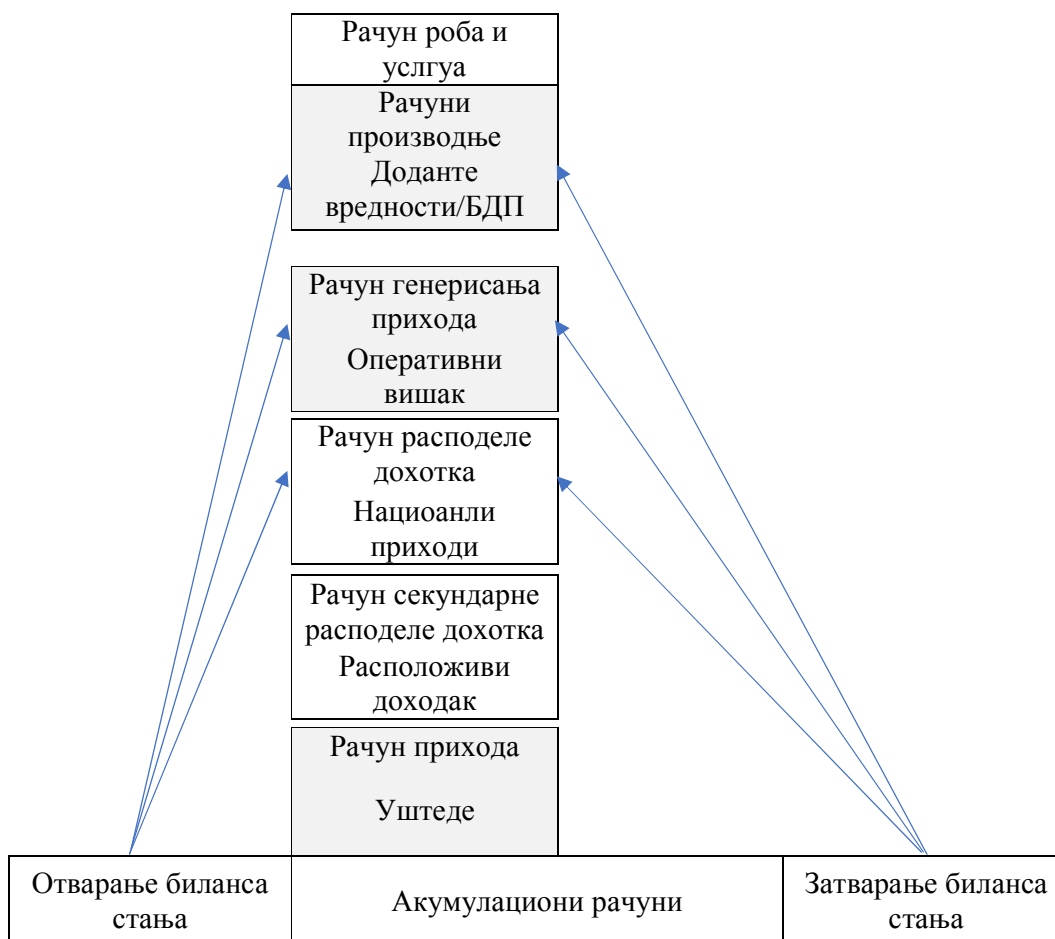 Рачун роба и
услгуа
Рачуни
производње
Доданте
вредности/БДП
Рачун генерисања
прихода
Оперативни
вишак
Рачун расподеле
дохотка
Нациоанли
приходи
Рачун секундарне
расподеле дохотка
Расположиви
доходак
Рачун прихода
Уштеде
Отварање биланса
стања
Акумулациони рачуни
Затварање биланса
стања